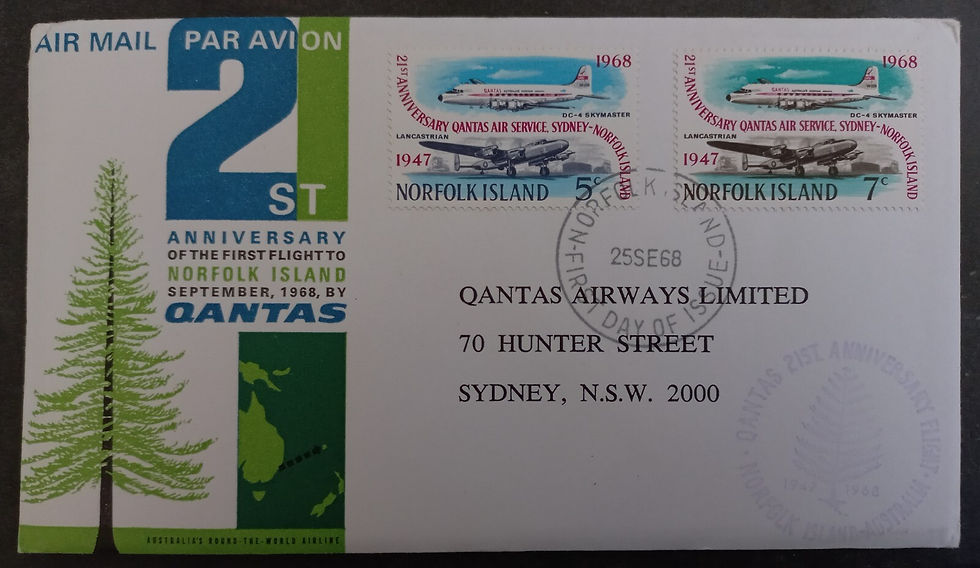 AIR MAIL PAR AVION
21
ST
ANNIVERSARY
OF THE FIRST FLIGHT TO
NORFOLK ISLAND
SEPTEMBER, 1968, BY
QANTAS
AUSTRALIA'S ROUND-THE-WORLD AIRLINE
1968
21ST ANNIVERSARY QANTAS AIR SERVICE, SYDNEY-NORFOLK ISLAND
QANTAS
DC-4 SKYMASTER
LANCASTRIAN
1947
NORFOLK ISLAND 5c
1968
21ST ANNIVERSARY QANTAS AIR SERVICE, SYDNEY-NORFOLK ISLAND
QANTAS
DC-4 SKYMASTER
LANCASTRIAN
1947
NORFOLK ISLAND 7c
NORFOLK ISLAND
25SE68
FIRST DAY OF ISSUE
QANTAS AIRWAYS LIMITED
70 HUNTER STREET
SYDNEY, N.S.W. 2000
QANTAS 21ST. ANNIVERSARY FLIGHT
1947 1968
NORFOLK ISLAND-AUSTRALIA